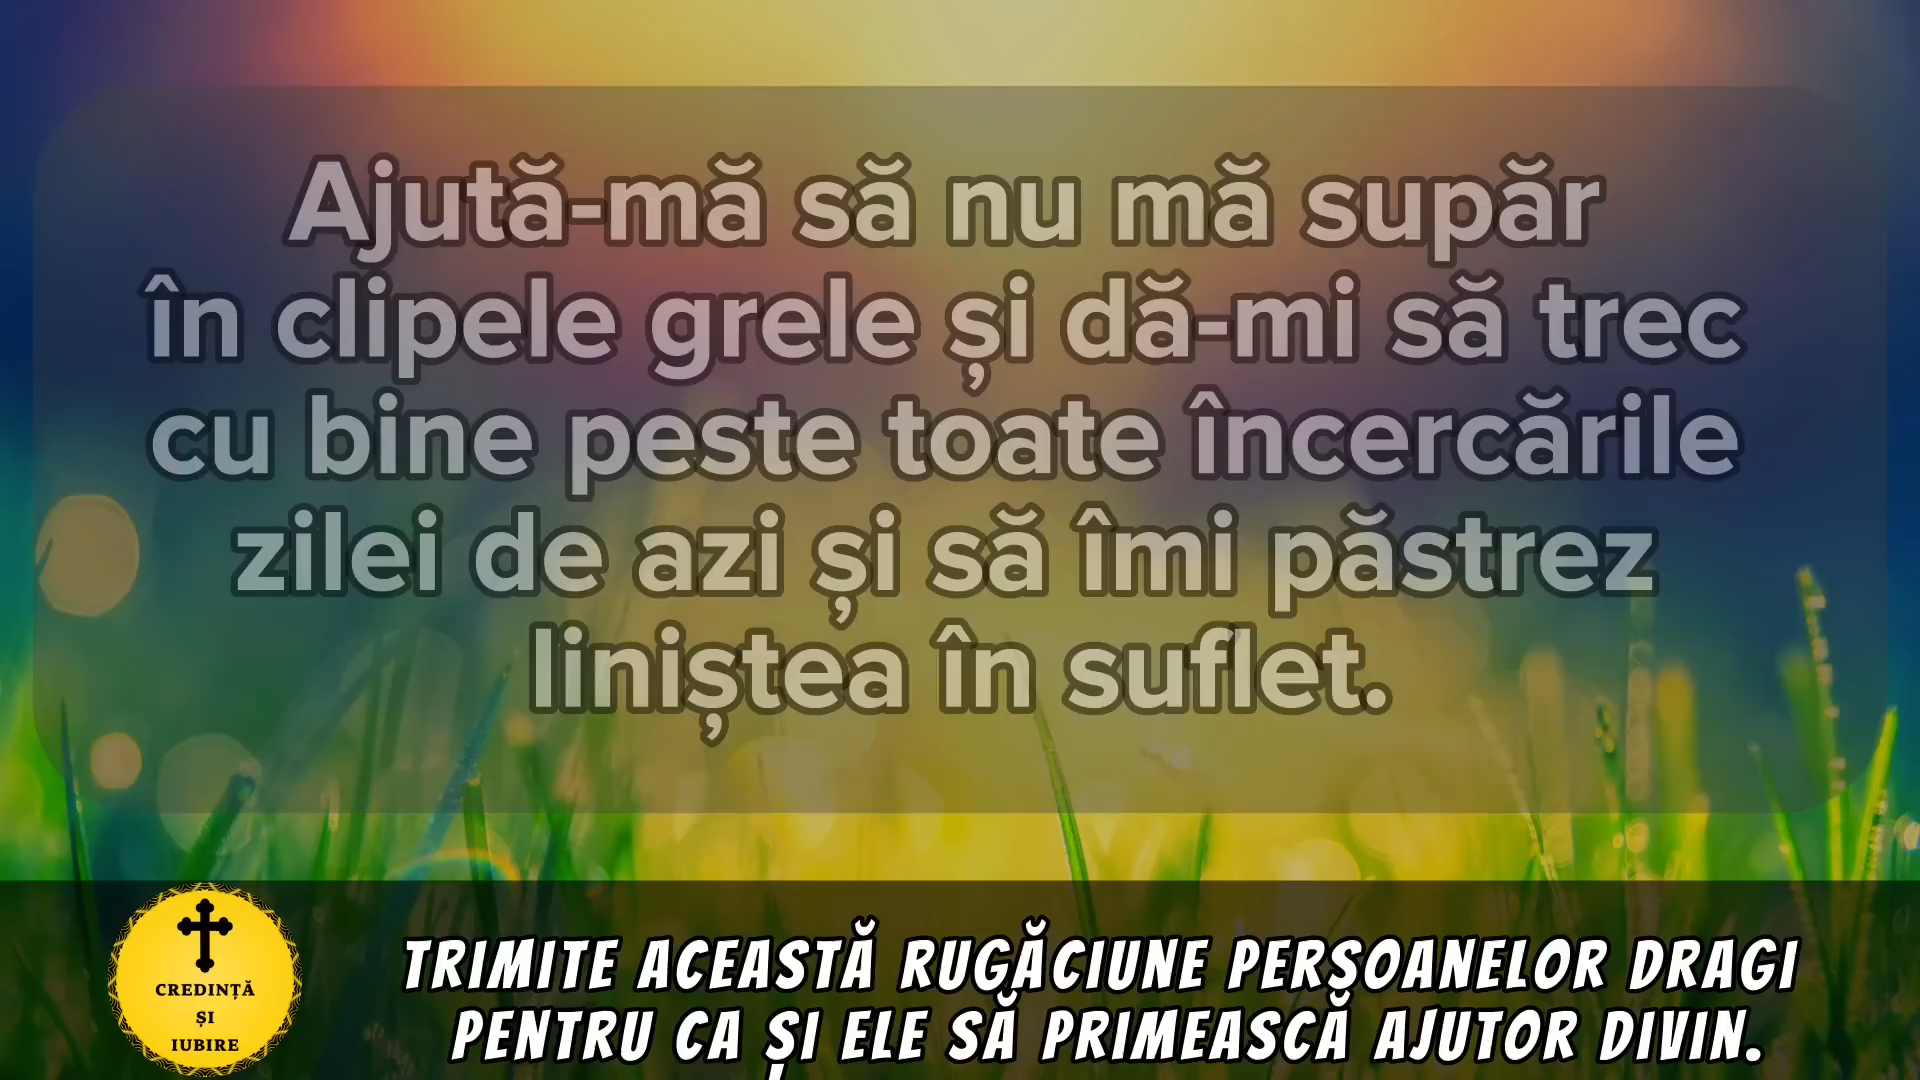 Ajută-mă să nu mă supăr
în clipele grele și dă-mi să trec
cu bine peste toate încercările
zilei de azi și să îmi păstrez
liniștea în suflet.
CREDINȚĂ
ȘI
IUBIRE
TRIMITE ACEASTĂ RUGĂCIUNE PERSOANELOR DRAGI
PENTRU CA ȘI ELE SĂ PRIMEASCĂ AJUTOR DIVIN.